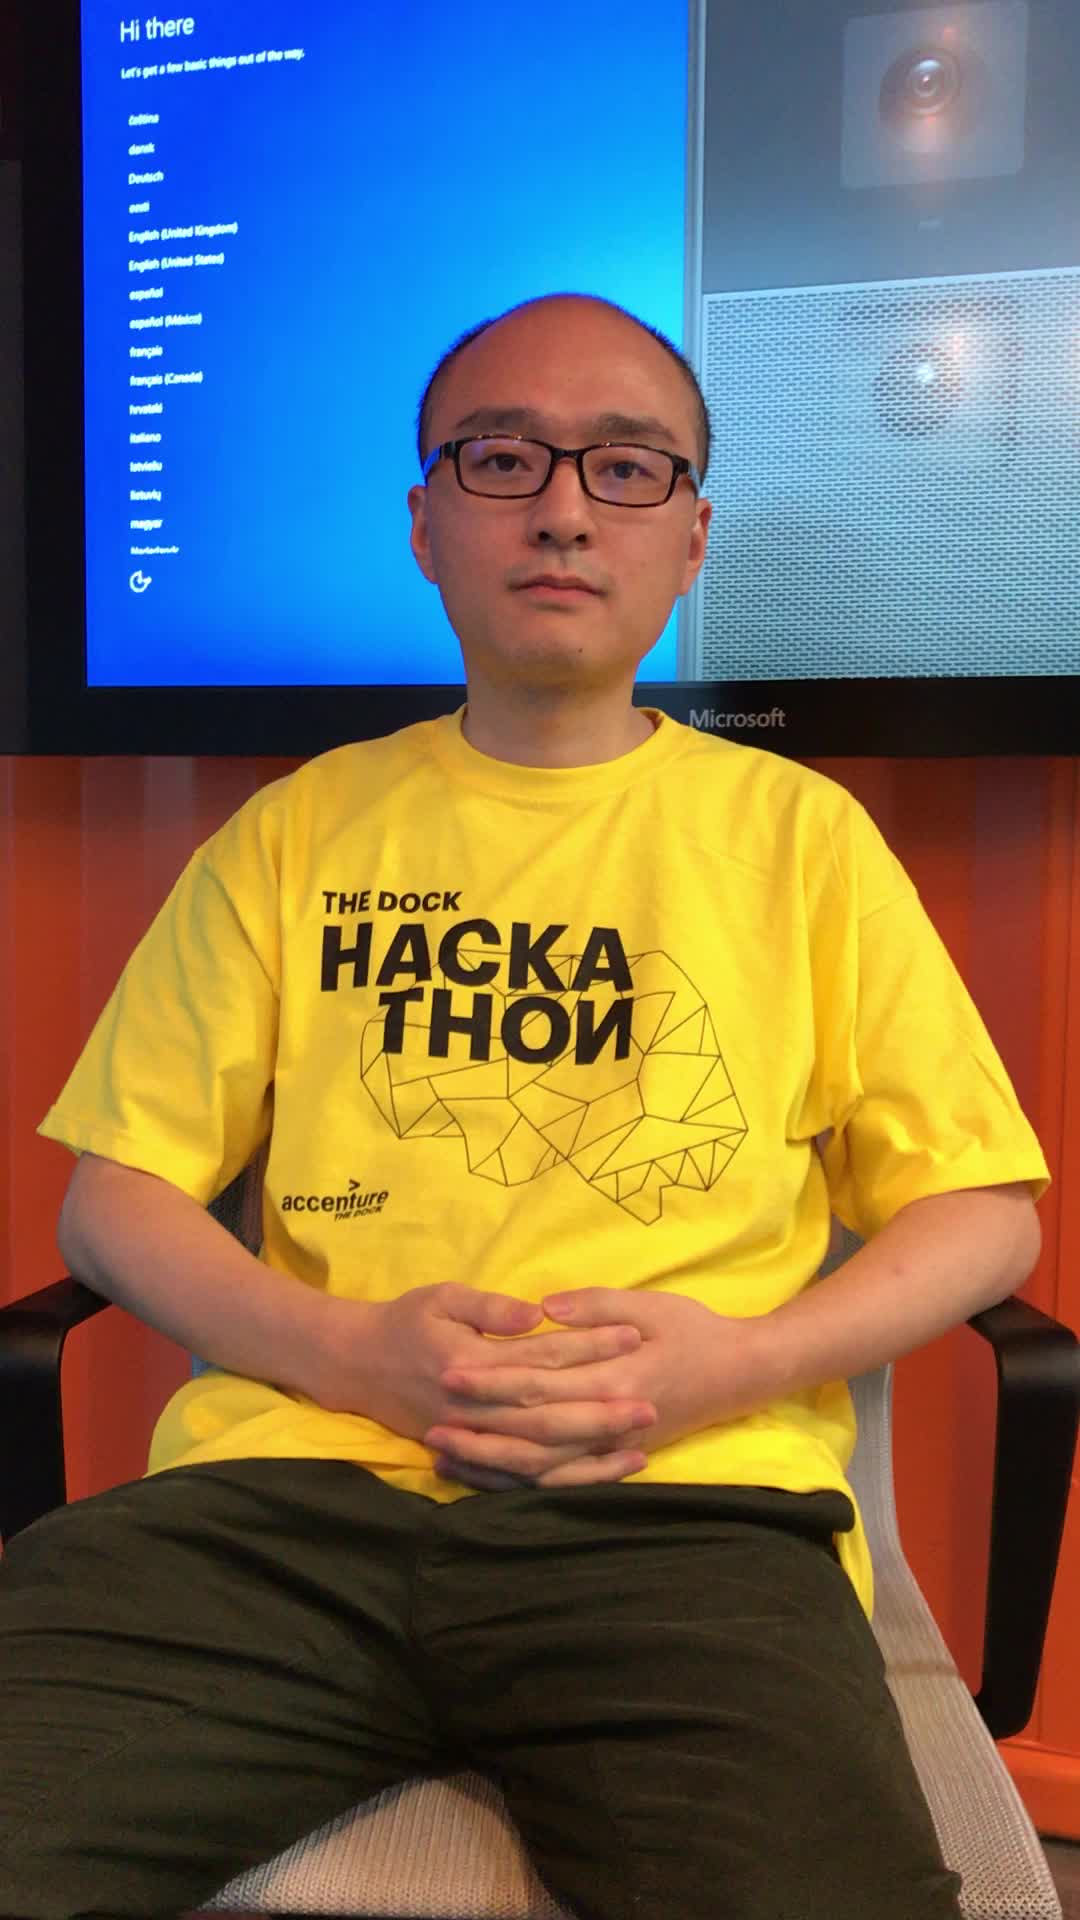 Hi there
Let's get a few basic things out of the way.
čeština
dansk
Deutsch
eesti
English (United Kingdom)
English (United States)
español
español (México)
français
français (Canada)
hrvatski
italiano
latviešu
lietuvių
magyar
Nederlands
Microsoft
THE DOCK
HACKA
THON
>
accenture
THE DOCK